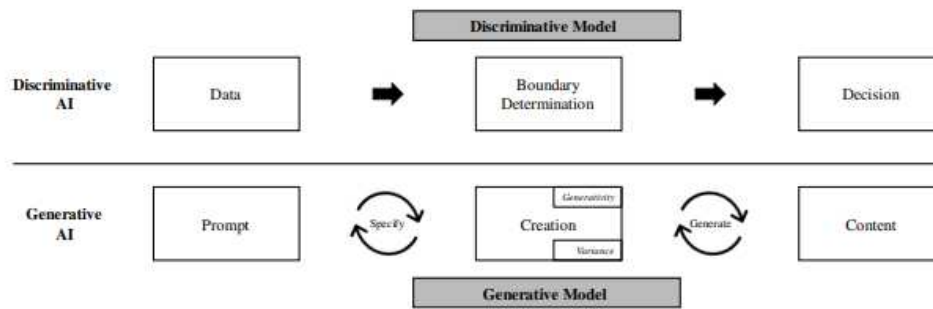 Discriminative Model
Discriminative
AI
Data
Boundary
Determination
Decision
Generative
AI
Prompt
Specify
Creation
Generativity
Variance
Generate
Content
Generative Model